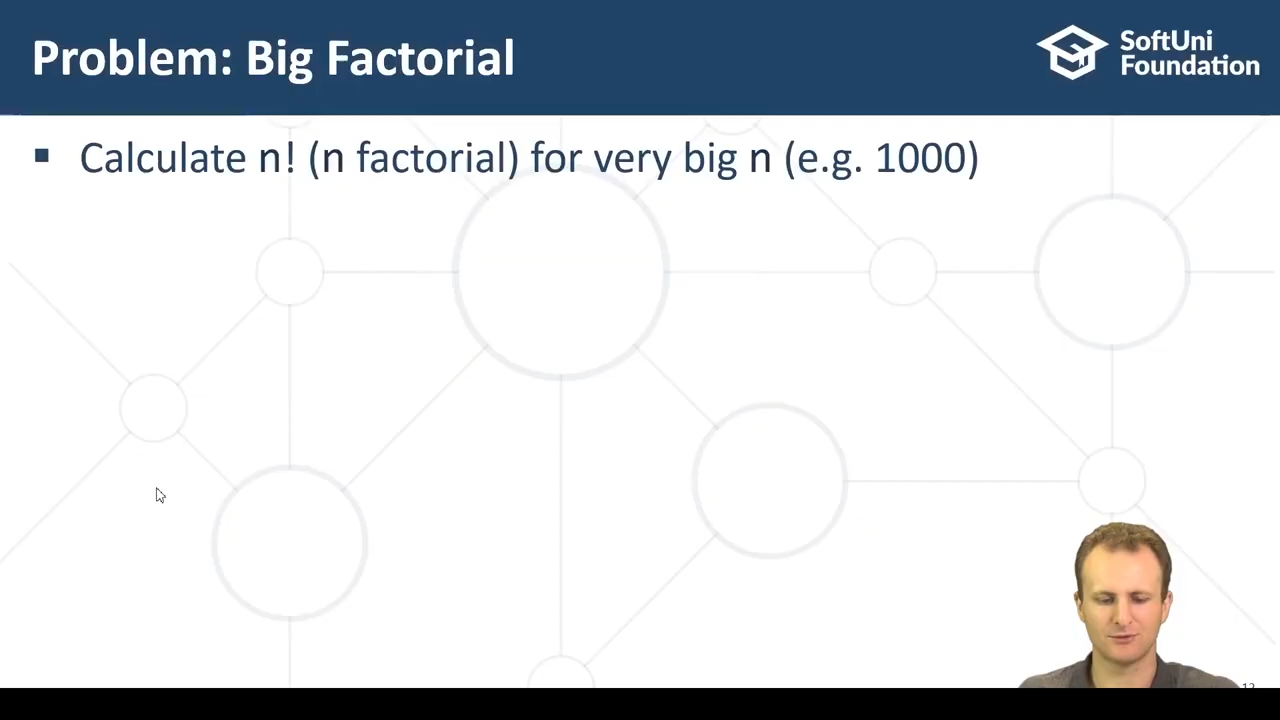 Problem: Big Factorial
SoftUni
Foundation
▪ Calculate n! (n factorial) for very big n (e.g. 1000)